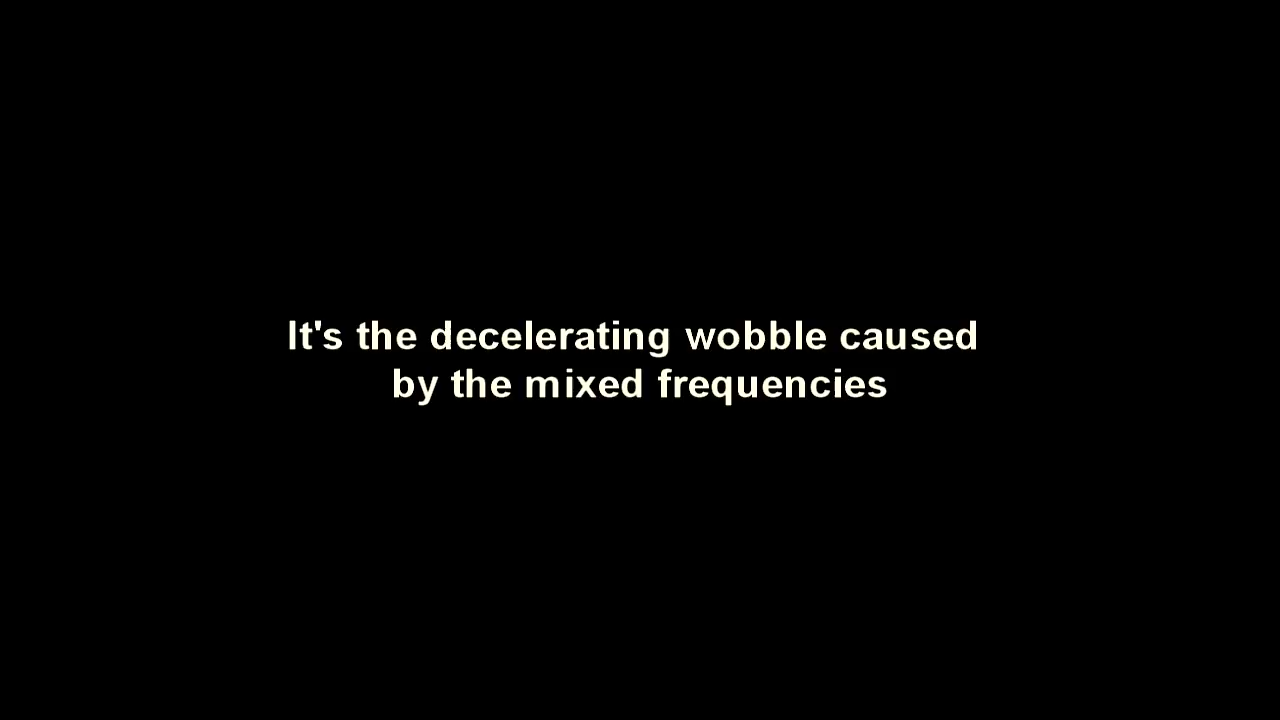 It's the decelerating wobble caused
by the mixed frequencies